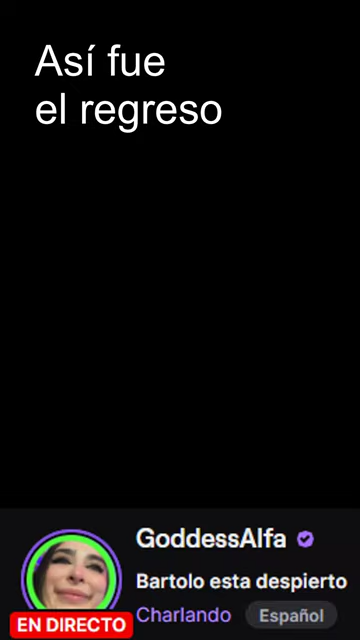 Así fue
el regreso
GoddessAlfa
Bartolo esta despierto
Charlando Español
EN DIRECTO